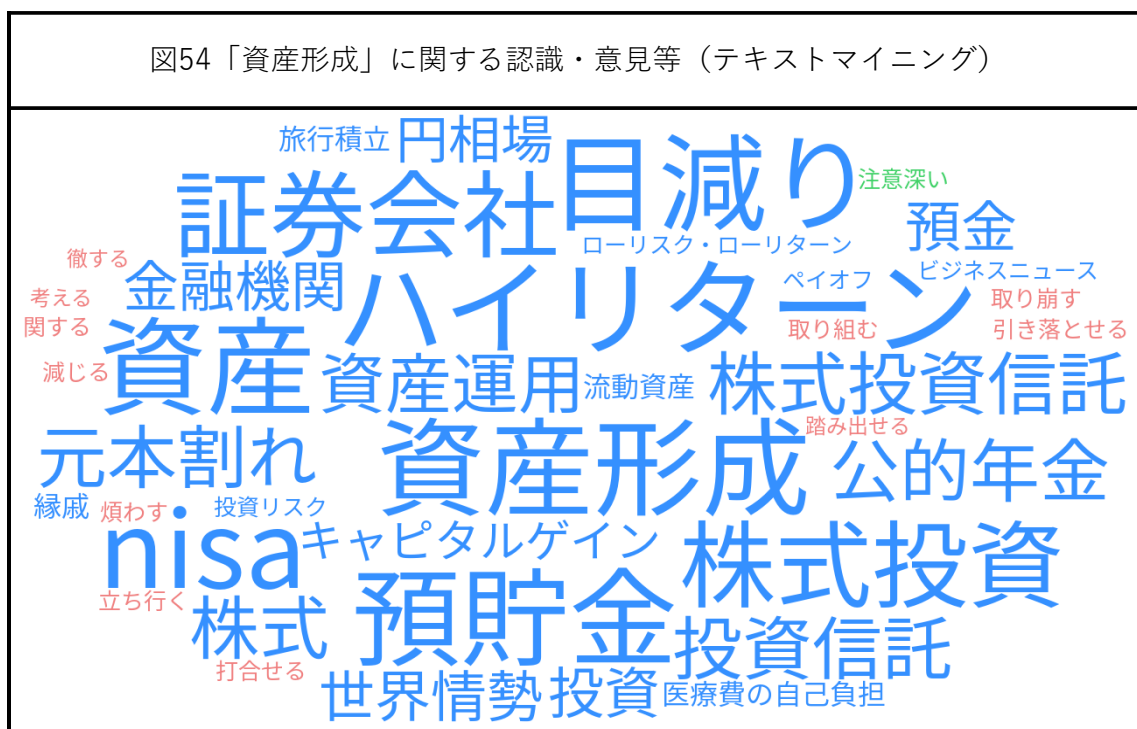 図54「資産形成」に関する認識・意見等（テキストマイニング）
旅行積立
円相場
目減り
証券会社
注意深い
預金
ローリスク・ローリターン
徹する
金融機関
ハイリターン
ペイオフ
ビジネスニュース
考える
取り崩す
関する
取り組む
引き落とせる
資産
減じる
資産運用
流動資産
株式投資信託
踏み出せる
資産形成
元本割れ
公的年金
縁戚
煩わす
投資リスク
nisa
キャピタルゲイン
株式投資
預貯金
立ち行く
株式
投資信託
打合せる
世界情勢
投資
医療費の自己負担